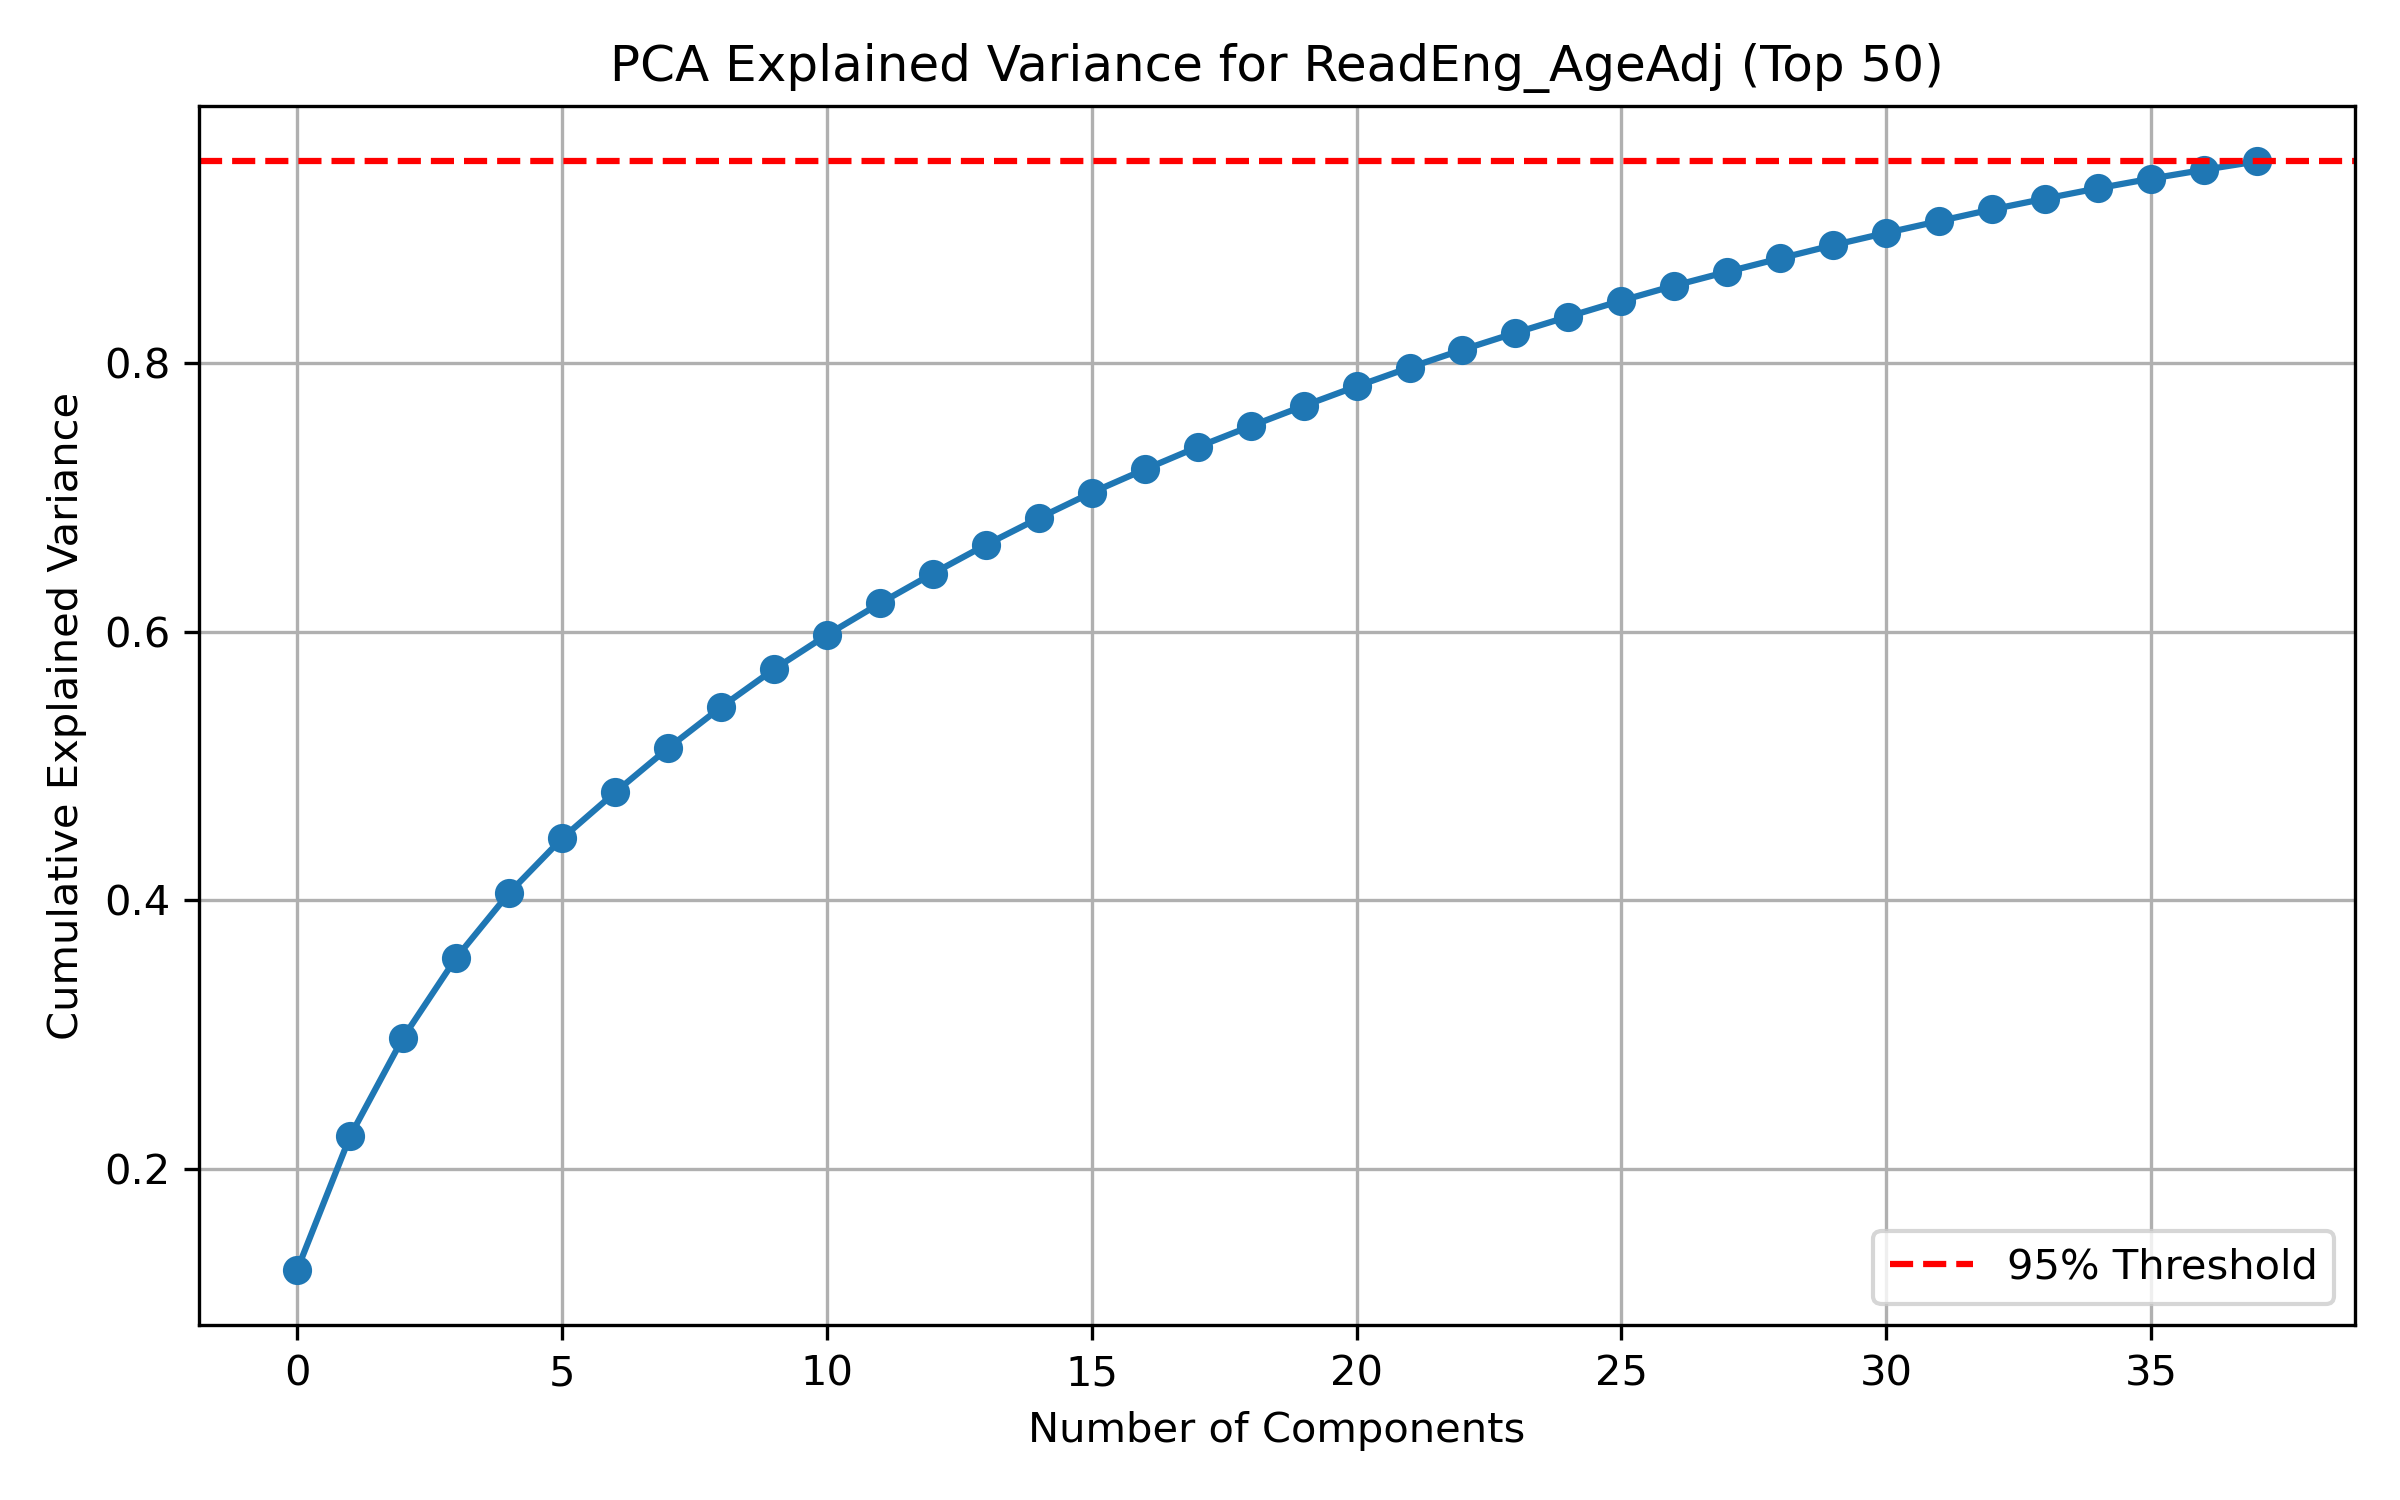 PCA Explained Variance for ReadEng_AgeAdj (Top 50)
Cumulative Explained Variance
0.8
0.6
0.4
0.2
95% Threshold
0 5 10 15 20 25 30 35
Number of Components